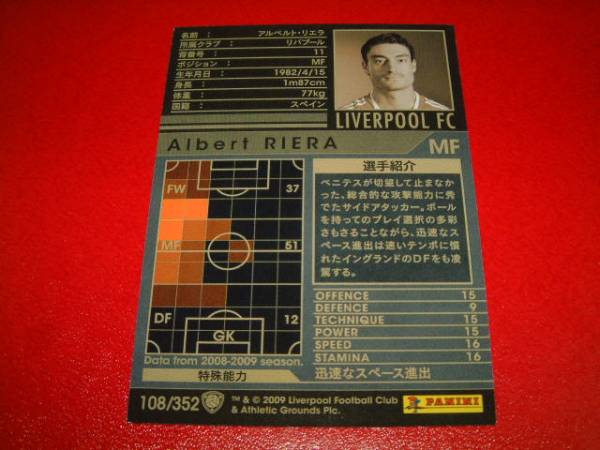 名前 : アルベルト・リエラ
所属クラブ : リバプール
背番号 : 11
ポジション : MF
生年月日 : 1982/4/15
身長 : 1m87cm
体重 : 77kg
国籍 : スペイン
LIVERPOOL FC
Albert RIERA
MF
FW 37
MF 51
DF 12
GK
Data from 2008-2009 season.
選手紹介
ベニテスが切望して止まなか
った、総合的な攻撃能力に秀
でたサイドアタッカー。ボール
を持ってのプレイ選択の多彩
さもさることながら、迅速なス
ペース進出は速いテンポに慣
れたイングランドのDFをも凌
駕する。
OFFENCE 15
DEFENCE 9
TECHNIQUE 15
POWER 15
SPEED 16
STAMINA 16
特殊能力
迅速なスペース進出
108/352
™ & © 2009 Liverpool Football Club
& Athletic Grounds Plc.
PANINI